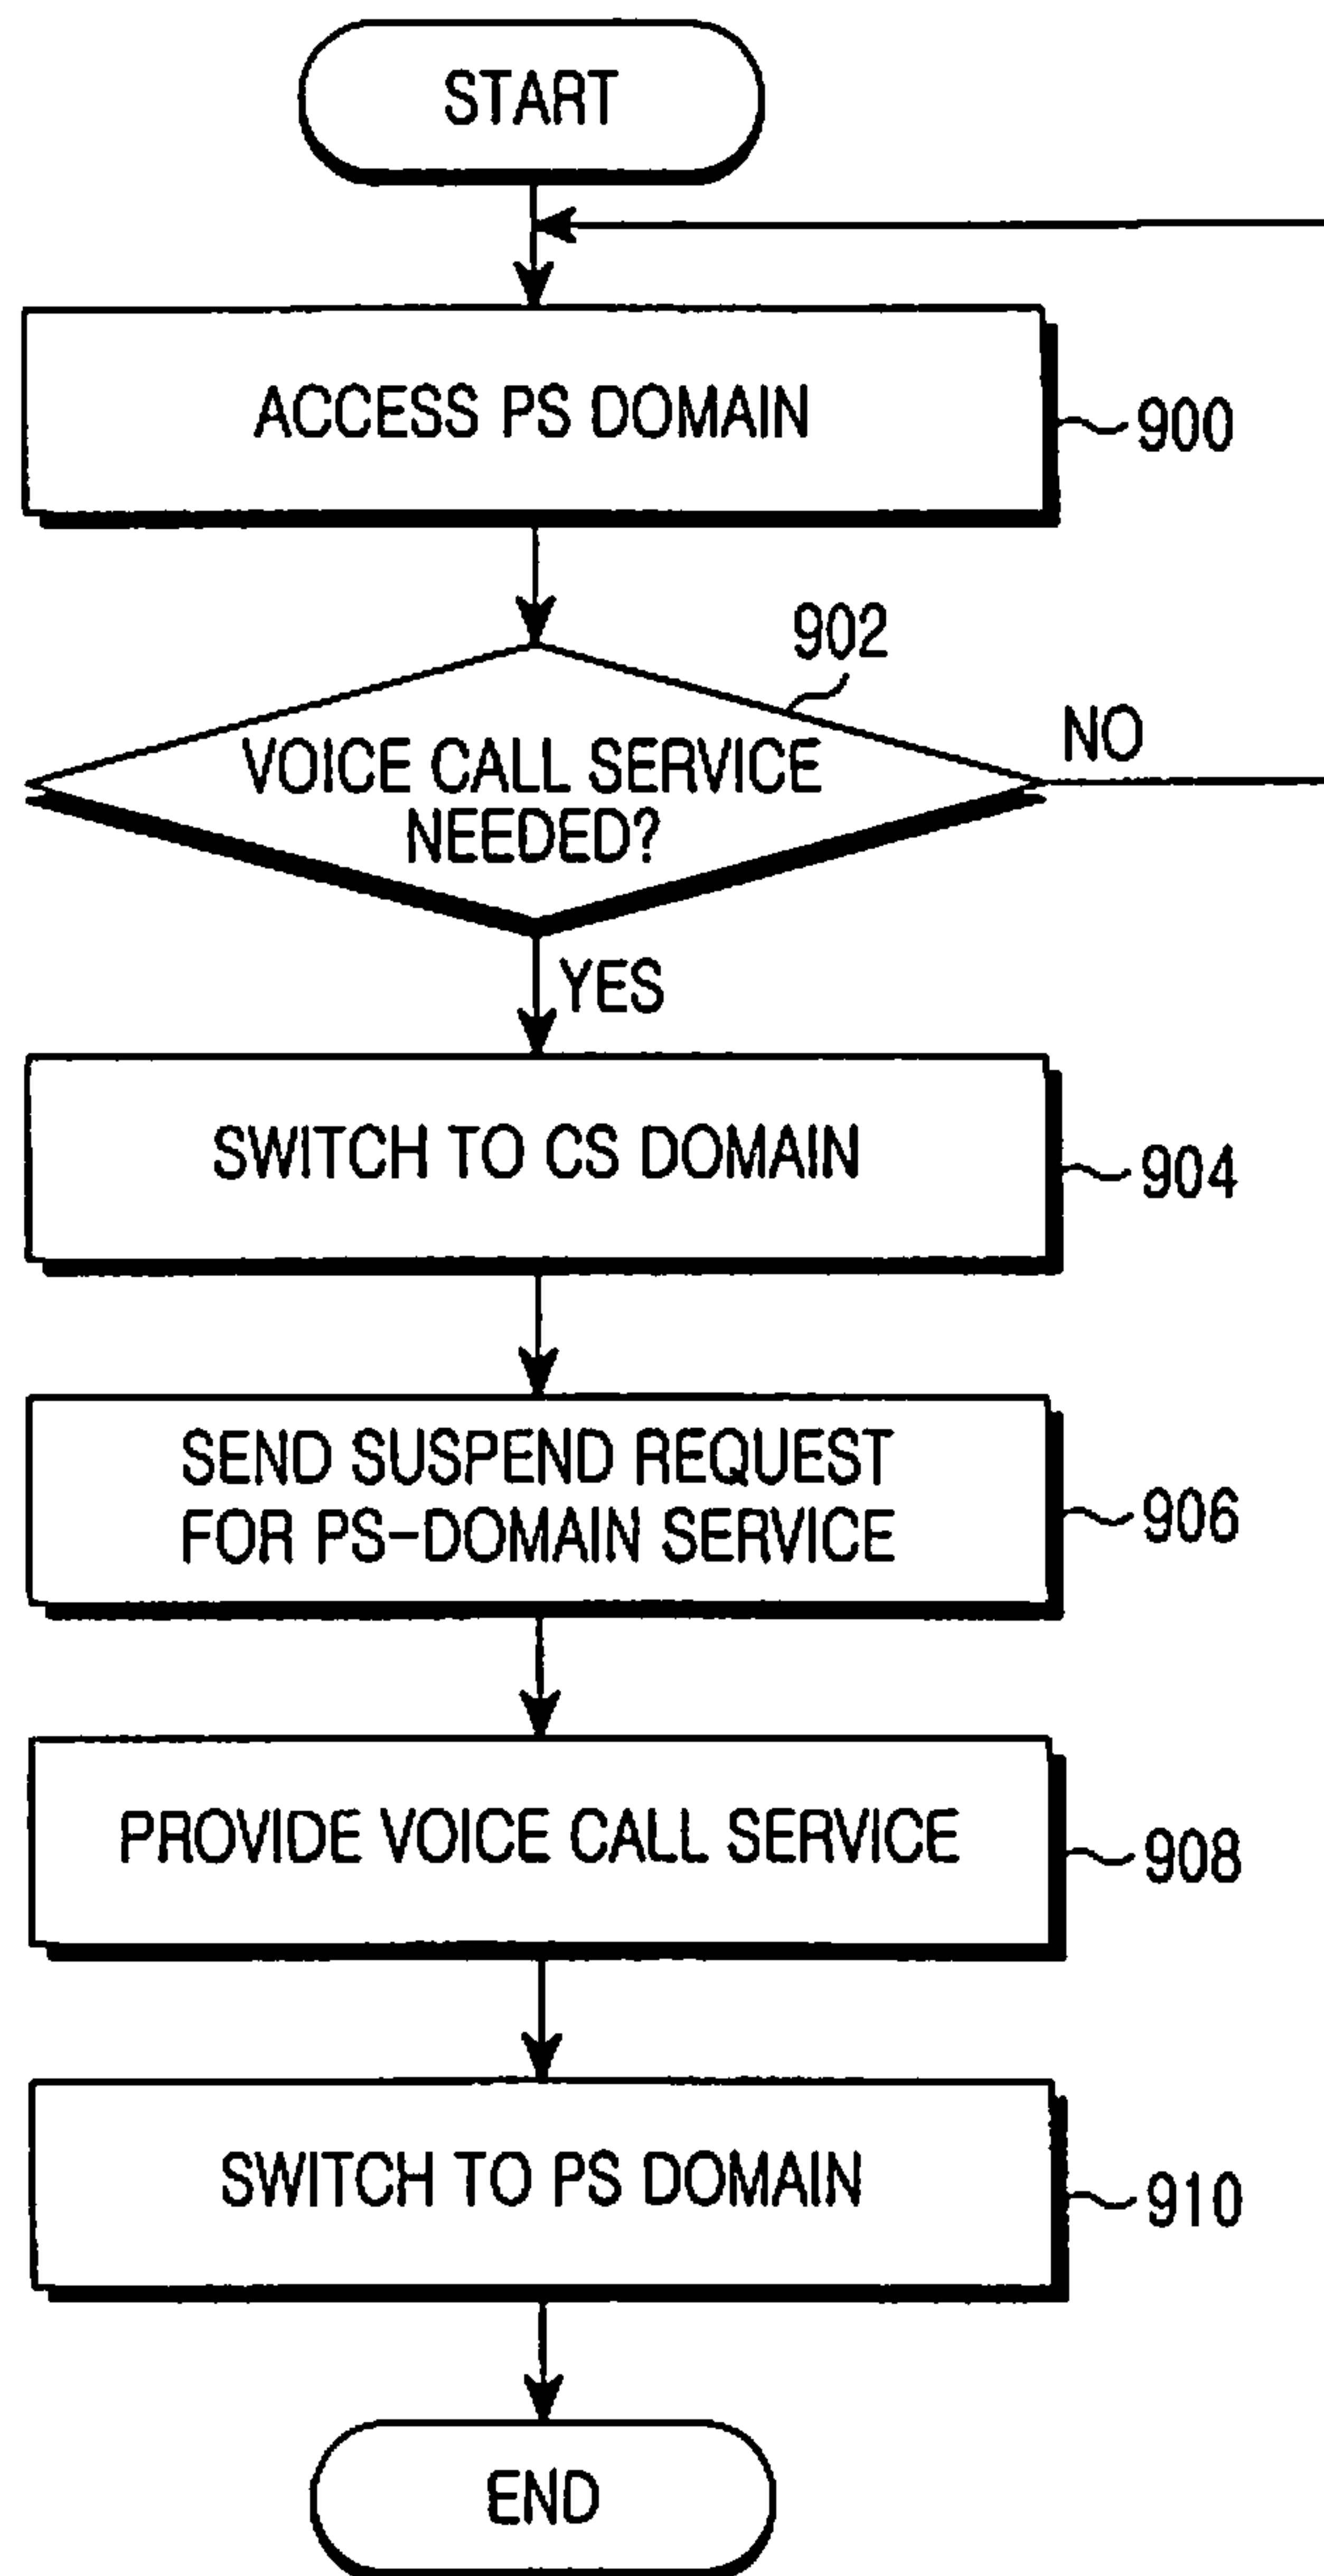 START
ACCESS PS DOMAIN
900
902
VOICE CALL SERVICE
NEEDED?
NO
YES
SWITCH TO CS DOMAIN
904
SEND SUSPEND REQUEST
FOR PS-DOMAIN SERVICE
906
PROVIDE VOICE CALL SERVICE
908
SWITCH TO PS DOMAIN
910
END